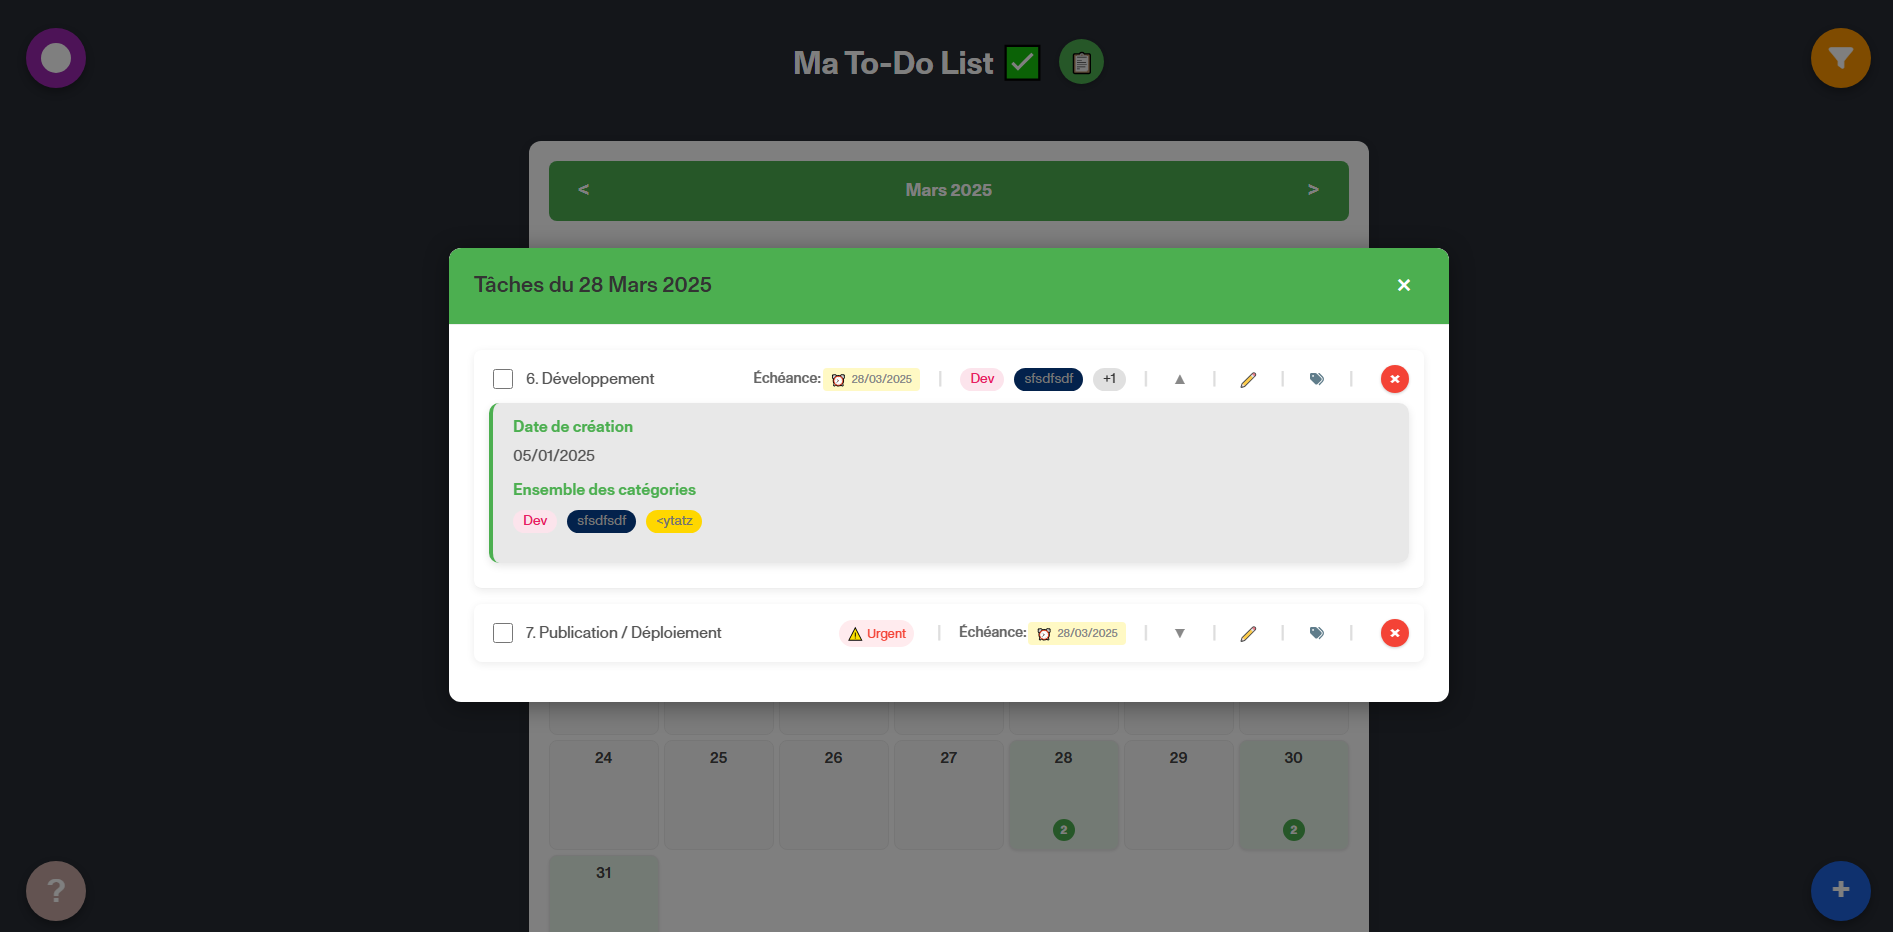 Ma To-Do List
< Mars 2025 >
Tâches du 28 Mars 2025
6. Développement Échéance: 28/03/2025 | Dev sfsdfsdf +1 | ▲ | | |
Date de création
05/01/2025
Ensemble des catégories
Dev sfsdfsdf <ytatz
7. Publication / Déploiement Urgent | Échéance: 28/03/2025 | ▼ | | |
24 25 26 27 28 29 30
2 2
31
? +